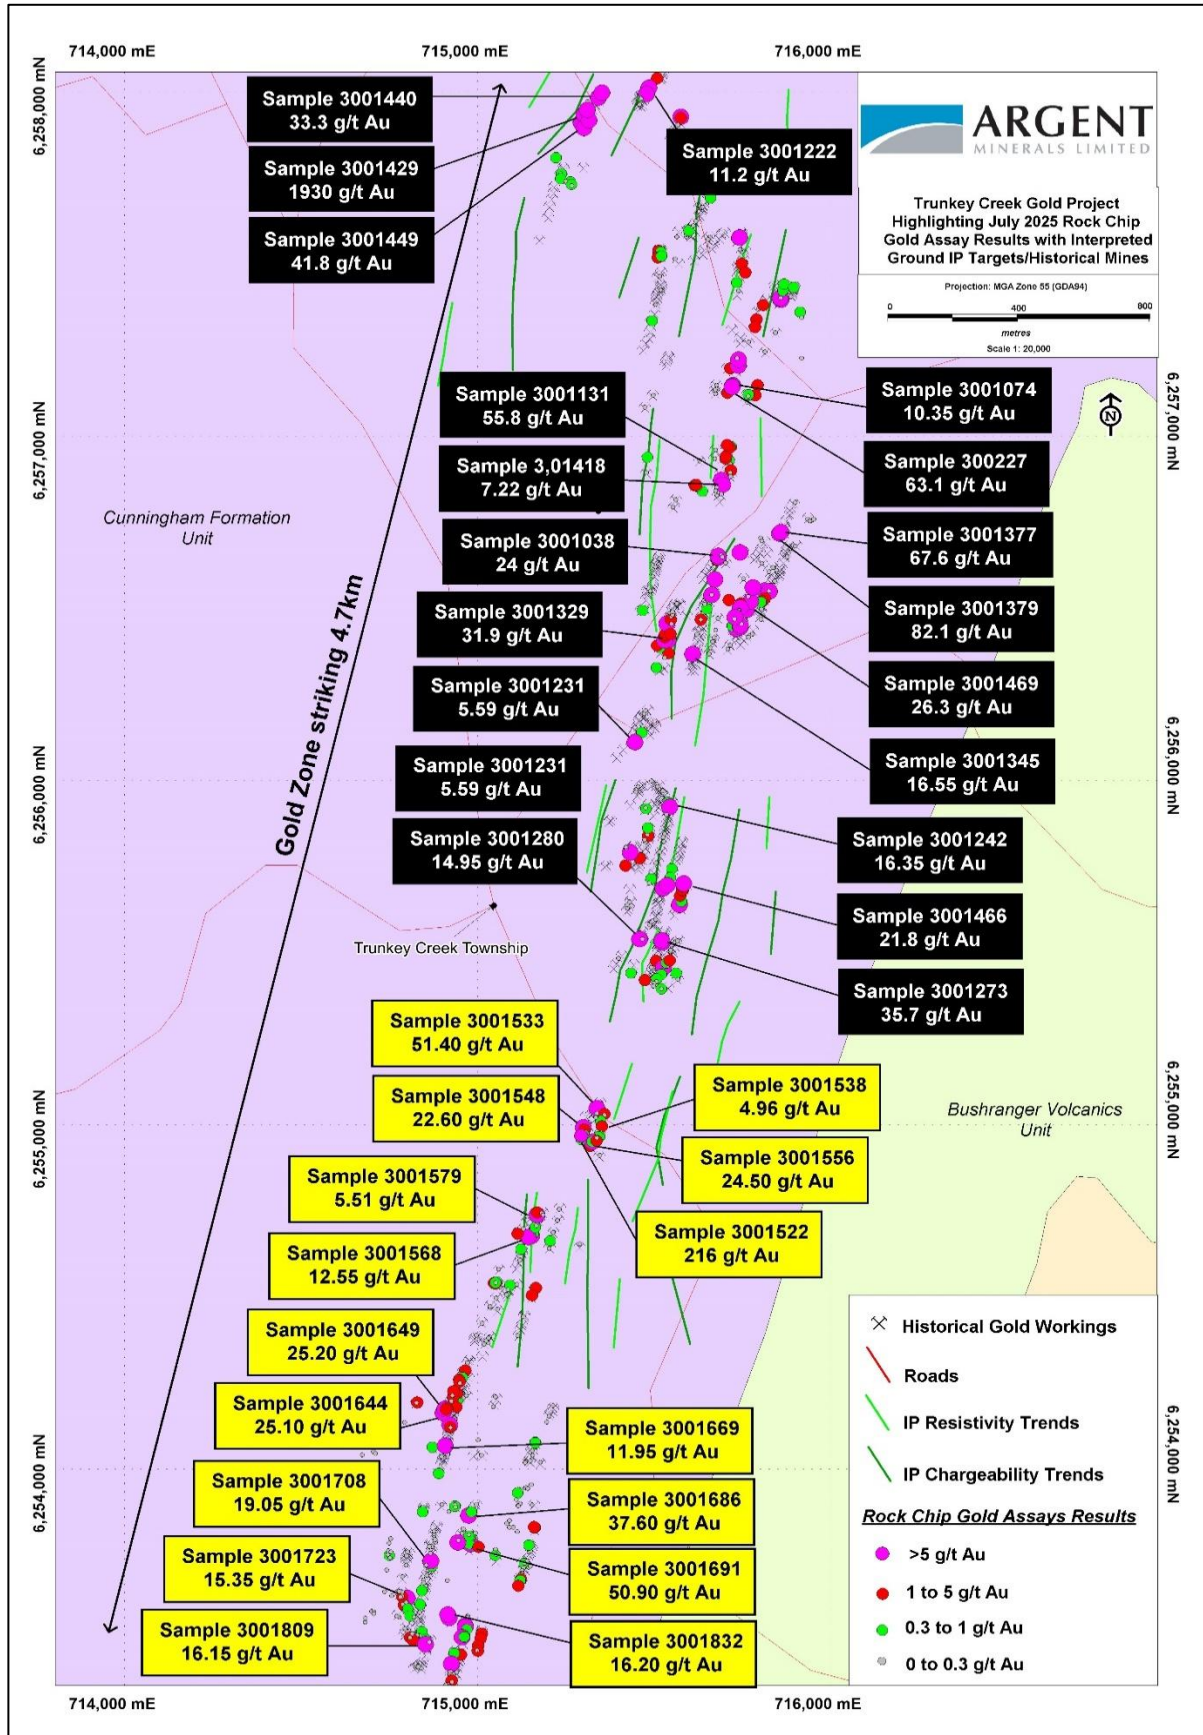 714,000 mE
715,000 mE
716,000 mE
6,258,000 mN
6,257,000 mN
6,256,000 mN
6,255,000 mN
6,254,000 mN
ARGENT
MINERALS LIMITED
Trunkey Creek Gold Project
Highlighting July 2025 Rock Chip
Gold Assay Results with Interpreted
Ground IP Targets/Historical Mines
Projection: MGA Zone 55 (GDA94)
0
400
800
metres
Scale 1: 20,000
N
Sample 3001440
33.3 g/t Au
Sample 3001429
1930 g/t Au
Sample 3001449
41.8 g/t Au
Sample 3001222
11.2 g/t Au
Sample 3001131
55.8 g/t Au
Sample 3,01418
7.22 g/t Au
Sample 3001038
24 g/t Au
Sample 3001329
31.9 g/t Au
Sample 3001231
5.59 g/t Au
Sample 3001231
5.59 g/t Au
Sample 3001280
14.95 g/t Au
Sample 3001074
10.35 g/t Au
Sample 300227
63.1 g/t Au
Sample 3001377
67.6 g/t Au
Sample 3001379
82.1 g/t Au
Sample 3001469
26.3 g/t Au
Sample 3001345
16.55 g/t Au
Sample 3001242
16.35 g/t Au
Sample 3001466
21.8 g/t Au
Sample 3001273
35.7 g/t Au
Cunningham Formation
Unit
Gold Zone striking 4.7km
Trunkey Creek Township
Bushranger Volcanics
Unit
Sample 3001533
51.40 g/t Au
Sample 3001548
22.60 g/t Au
Sample 3001538
4.96 g/t Au
Sample 3001556
24.50 g/t Au
Sample 3001522
216 g/t Au
Sample 3001579
5.51 g/t Au
Sample 3001568
12.55 g/t Au
Sample 3001649
25.20 g/t Au
Sample 3001644
25.10 g/t Au
Sample 3001669
11.95 g/t Au
Sample 3001708
19.05 g/t Au
Sample 3001686
37.60 g/t Au
Sample 3001723
15.35 g/t Au
Sample 3001691
50.90 g/t Au
Sample 3001809
16.15 g/t Au
Sample 3001832
16.20 g/t Au
Historical Gold Workings
Roads
IP Resistivity Trends
IP Chargeability Trends
Rock Chip Gold Assays Results
>5 g/t Au
1 to 5 g/t Au
0.3 to 1 g/t Au
0 to 0.3 g/t Au
6,257,000 mN
6,256,000 mN
6,255,000 mN
6,254,000 mN
714,000 mE
715,000 mE
716,000 mE